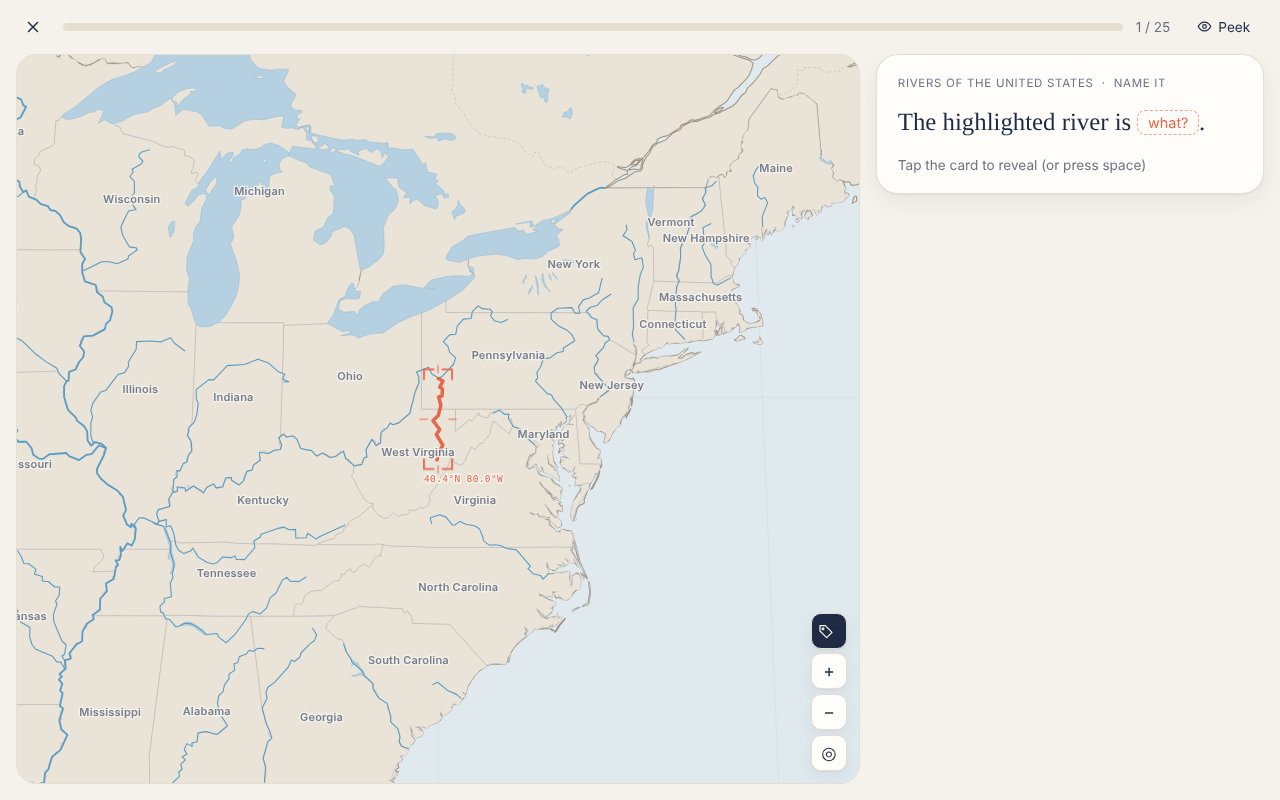 1 / 25
Peek
RIVERS OF THE UNITED STATES · NAME IT
The highlighted river is what?.
Tap the card to reveal (or press space)
a
Maine
Wisconsin
Michigan
Vermont
New Hampshire
New York
Massachusetts
Connecticut
Pennsylvania
Ohio
New Jersey
Illinois
Indiana
Maryland
West Virginia
ssouri
40.4°N 80.0°W
Kentucky
Virginia
Tennessee
North Carolina
ansas
South Carolina
Mississippi
Alabama
Georgia